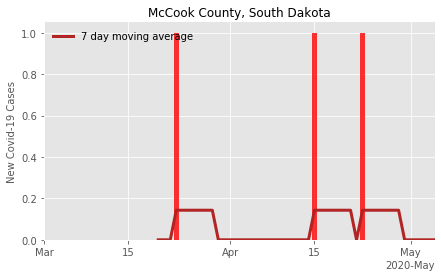 McCook County, South Dakota
7 day moving average
New Covid-19 Cases
1.0
0.8
0.6
0.4
0.2
0.0
Mar 15 Apr 15 May
2020-May